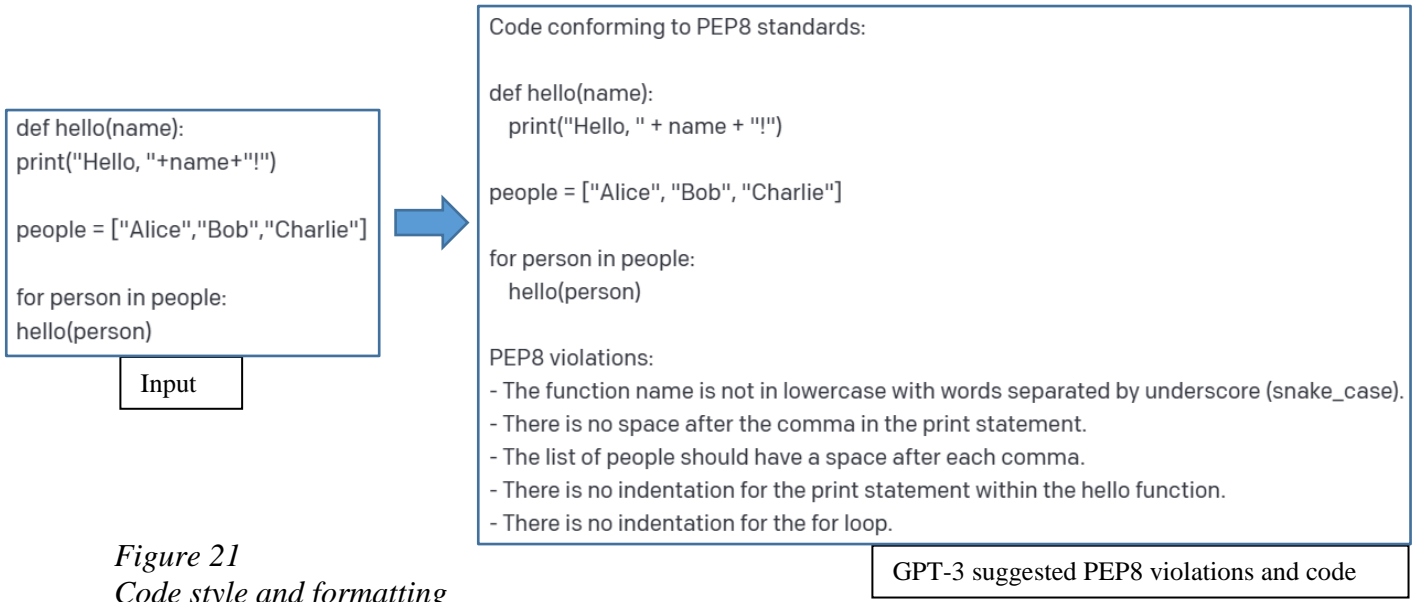 def hello(name):
print("Hello, "+name+"!")
people = ["Alice","Bob","Charlie"]
for person in people:
hello(person)
Input
Code conforming to PEP8 standards:
def hello(name):
print("Hello, " + name + "!")
people = ["Alice", "Bob", "Charlie"]
for person in people:
hello(person)
PEP8 violations:
- The function name is not in lowercase with words separated by underscore (snake_case).
- There is no space after the comma in the print statement.
- The list of people should have a space after each comma.
- There is no indentation for the print statement within the hello function.
- There is no indentation for the for loop.
GPT-3 suggested PEP8 violations and code
Figure 21
Code style and formatting